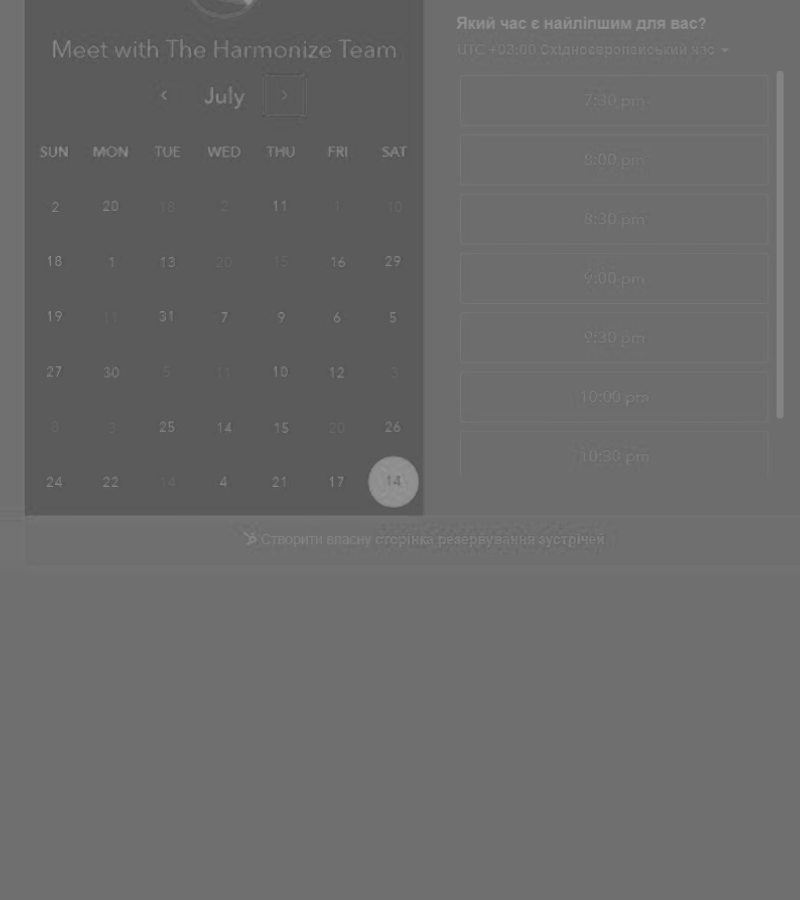 Meet with The Harmonize Team
July
SUN MON TUE WED THU FRI SAT
2 20 18 2 11 1 10
18 1 13 20 15 16 29
19 11 31 7 9 6 5
27 30 5 11 10 12 3
8 3 25 14 15 20 26
24 22 14 4 21 17 14
Який час є найліпшим для вас?
UTC +03:00 Східноєвропейський час
7:30 pm
8:00 pm
8:30 pm
9:00 pm
9:30 pm
10:00 pm
10:30 pm
Створити власну сторінка резервування зустрічей